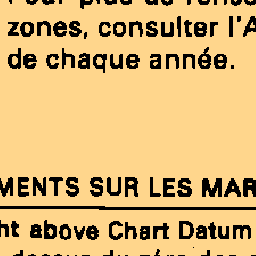 zones, consulter l'A
de chaque année.
MENTS SUR LES MAR
ht above Chart Datum